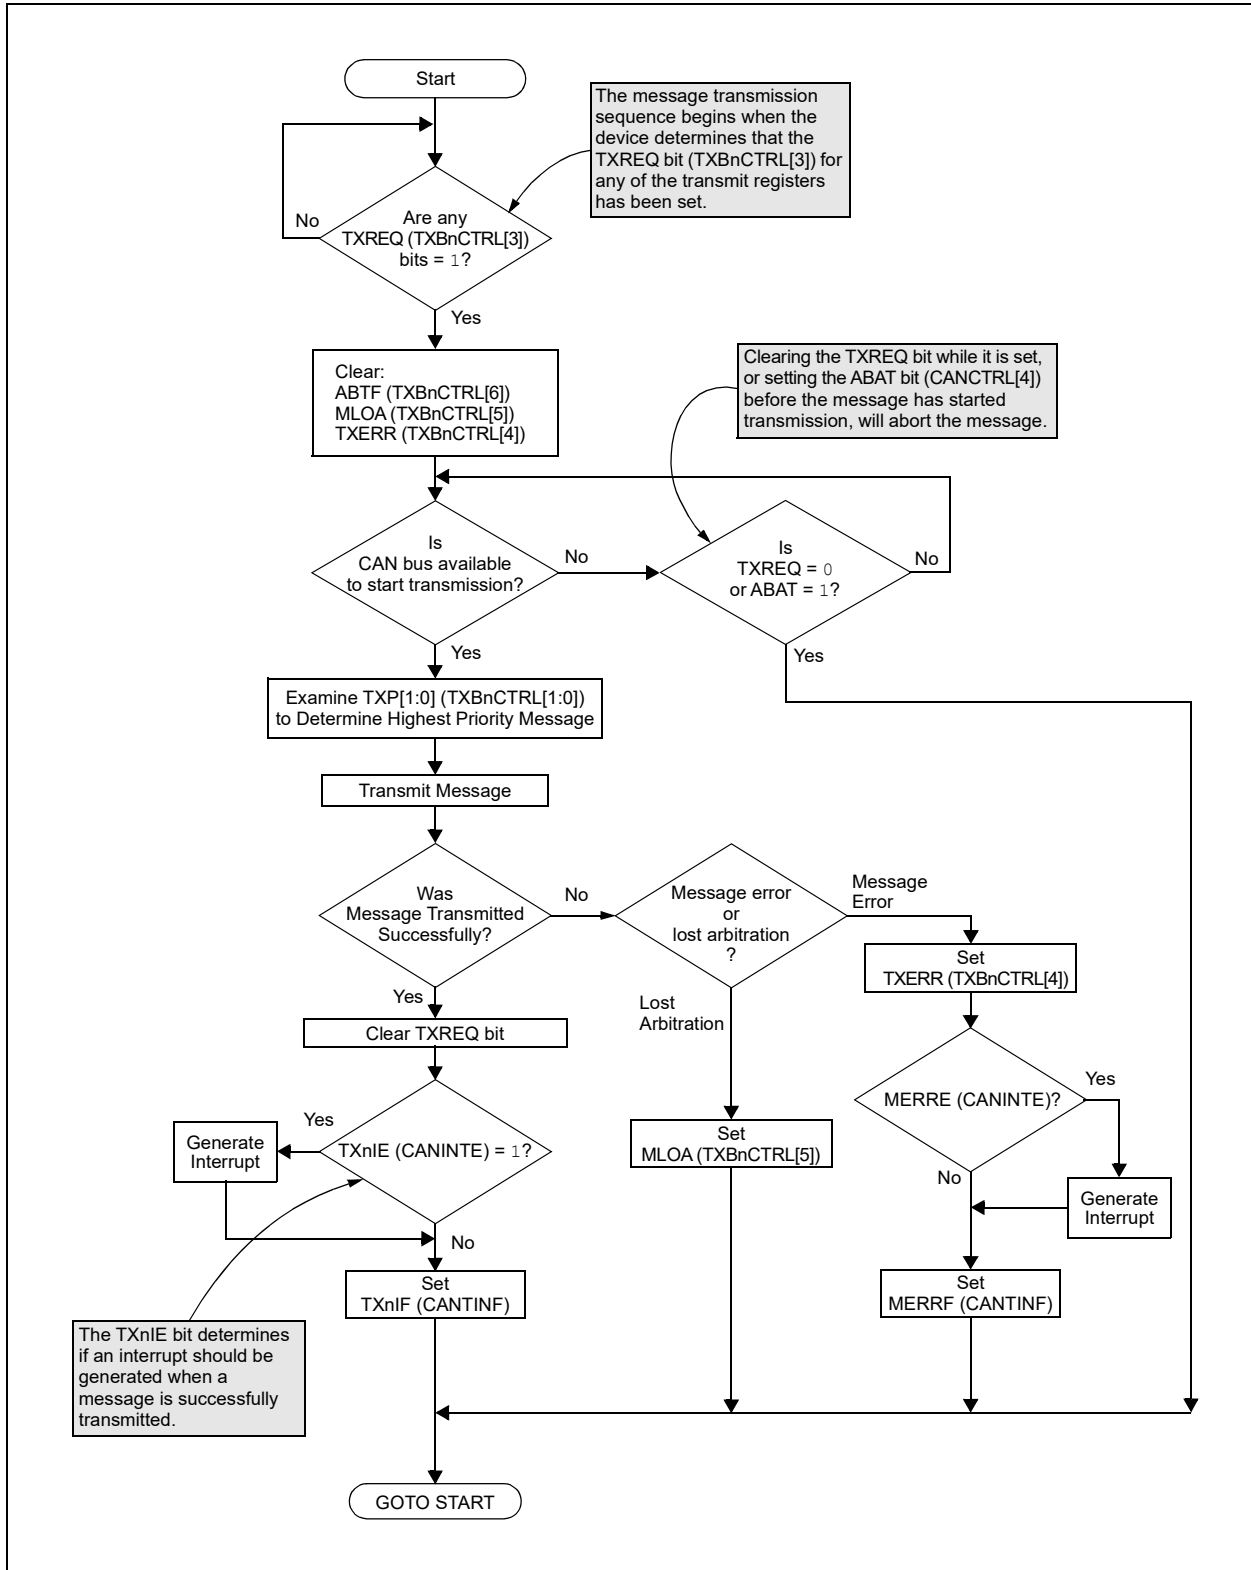 Start
The message transmission
sequence begins when the
device determines that the
TXREQ bit (TXBnCTRL[3]) for
any of the transmit registers
has been set.
No
Are any
TXREQ (TXBnCTRL[3])
bits = 1?
Yes
Clear:
ABTF (TXBnCTRL[6])
MLOA (TXBnCTRL[5])
TXERR (TXBnCTRL[4])
Clearing the TXREQ bit while it is set,
or setting the ABAT bit (CANCTRL[4])
before the message has started
transmission, will abort the message.
Is
CAN bus available
to start transmission?
No
Is
TXREQ = 0
or ABAT = 1?
No
Yes
Yes
Examine TXP[1:0] (TXBnCTRL[1:0])
to Determine Highest Priority Message
Transmit Message
Was
Message Transmitted
Successfully?
No
Message error
or
lost arbitration
?
Message
Error
Set
TXERR (TXBnCTRL[4])
Yes
Lost
Arbitration
Clear TXREQ bit
MERRE (CANINTE)?
Yes
Yes
Generate
Interrupt
TXnIE (CANINTE) = 1?
Set
MLOA (TXBnCTRL[5])
No
Generate
Interrupt
No
Set
TXnIF (CANTINF)
Set
MERRF (CANTINF)
The TXnIE bit determines
if an interrupt should be
generated when a
message is successfully
transmitted.
GOTO START